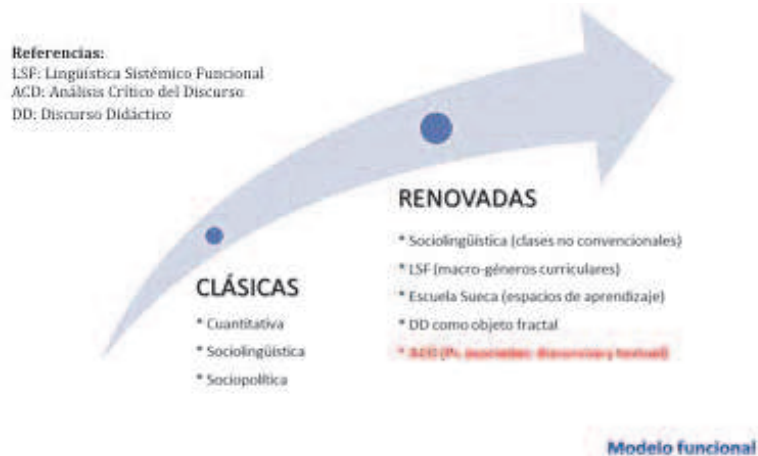 Referencias:
LSF: Lingüística Sistémico Funcional
ACD: Análisis Crítico del Discurso
DD: Discurso Didáctico
RENOVADAS
* Sociolingüística (clases no convencionales)
* LSF (macro-géneros curriculares)
* Escuela Sueca (espacios de aprendizaje)
* DD como objeto fractal
* ACD
CLÁSICAS
* Cuantitativa
* Sociolingüística
* Sociopolítica
Modelo funcional